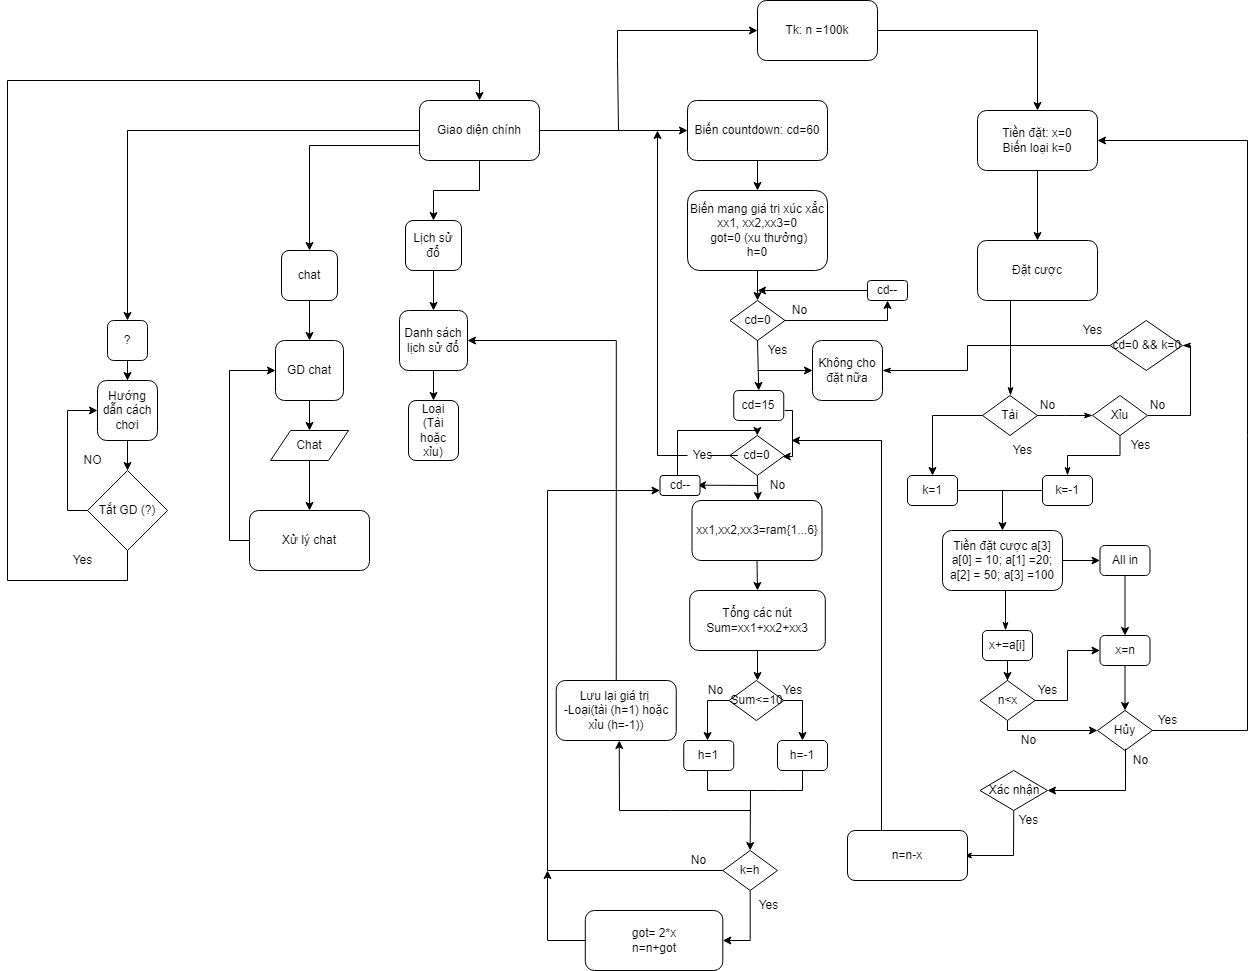 Tk: n =100k
Giao diện chính
Biến countdown: cd=60
Tiền đặt: x=0
Biến loại k=0
Biến mang giá trị xúc xắc
xx1, xx2,xx3=0
got=0 (xu thưởng)
h=0
Lịch sử
đổ
Đặt cược
chat
cd--
cd=0
No
Yes
?
Danh sách
lịch sử đổ
GD chat
Không cho
đặt nữa
Yes
cd=0 && k=0
Hướng
dẫn cách
chơi
Loại
(Tài
hoặc
xỉu)
cd=15
Tài
No
Xỉu
No
Yes
Yes
NO
Chat
Yes
cd=0
cd--
No
k=1
k=-1
Tắt GD (?)
Yes
Xử lý chat
xx1,xx2,xx3=ram{1...6}
Tiền đặt cược a[3]
a[0] = 10; a[1] =20;
a[2] = 50; a[3] =100
All in
Tổng các nút
Sum=xx1+xx2+xx3
x+=a[i]
x=n
No
Sum<=10
Yes
n<x
Yes
No
Lưu lại giá trị
-Loại(tài (h=1) hoặc
xỉu (h=-1))
h=1
h=-1
Hủy
Yes
No
Xác nhận
Yes
n=n-x
No
k=h
Yes
got= 2*x
n=n+got